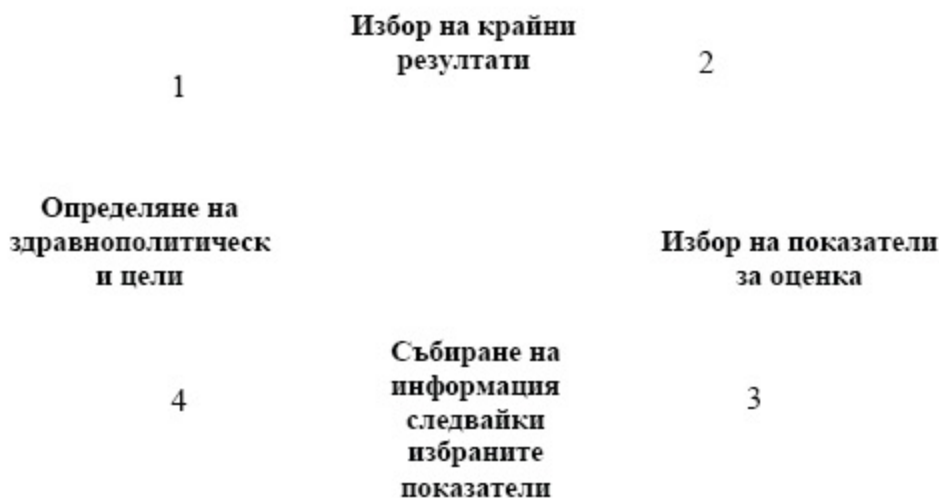 Избор на крайни
резултати
1
2
Определяне на
здравнополитическ
и цели
Избор на показатели
за оценка
Събиране на
информация
следвайки
избраните
показатели
4
3